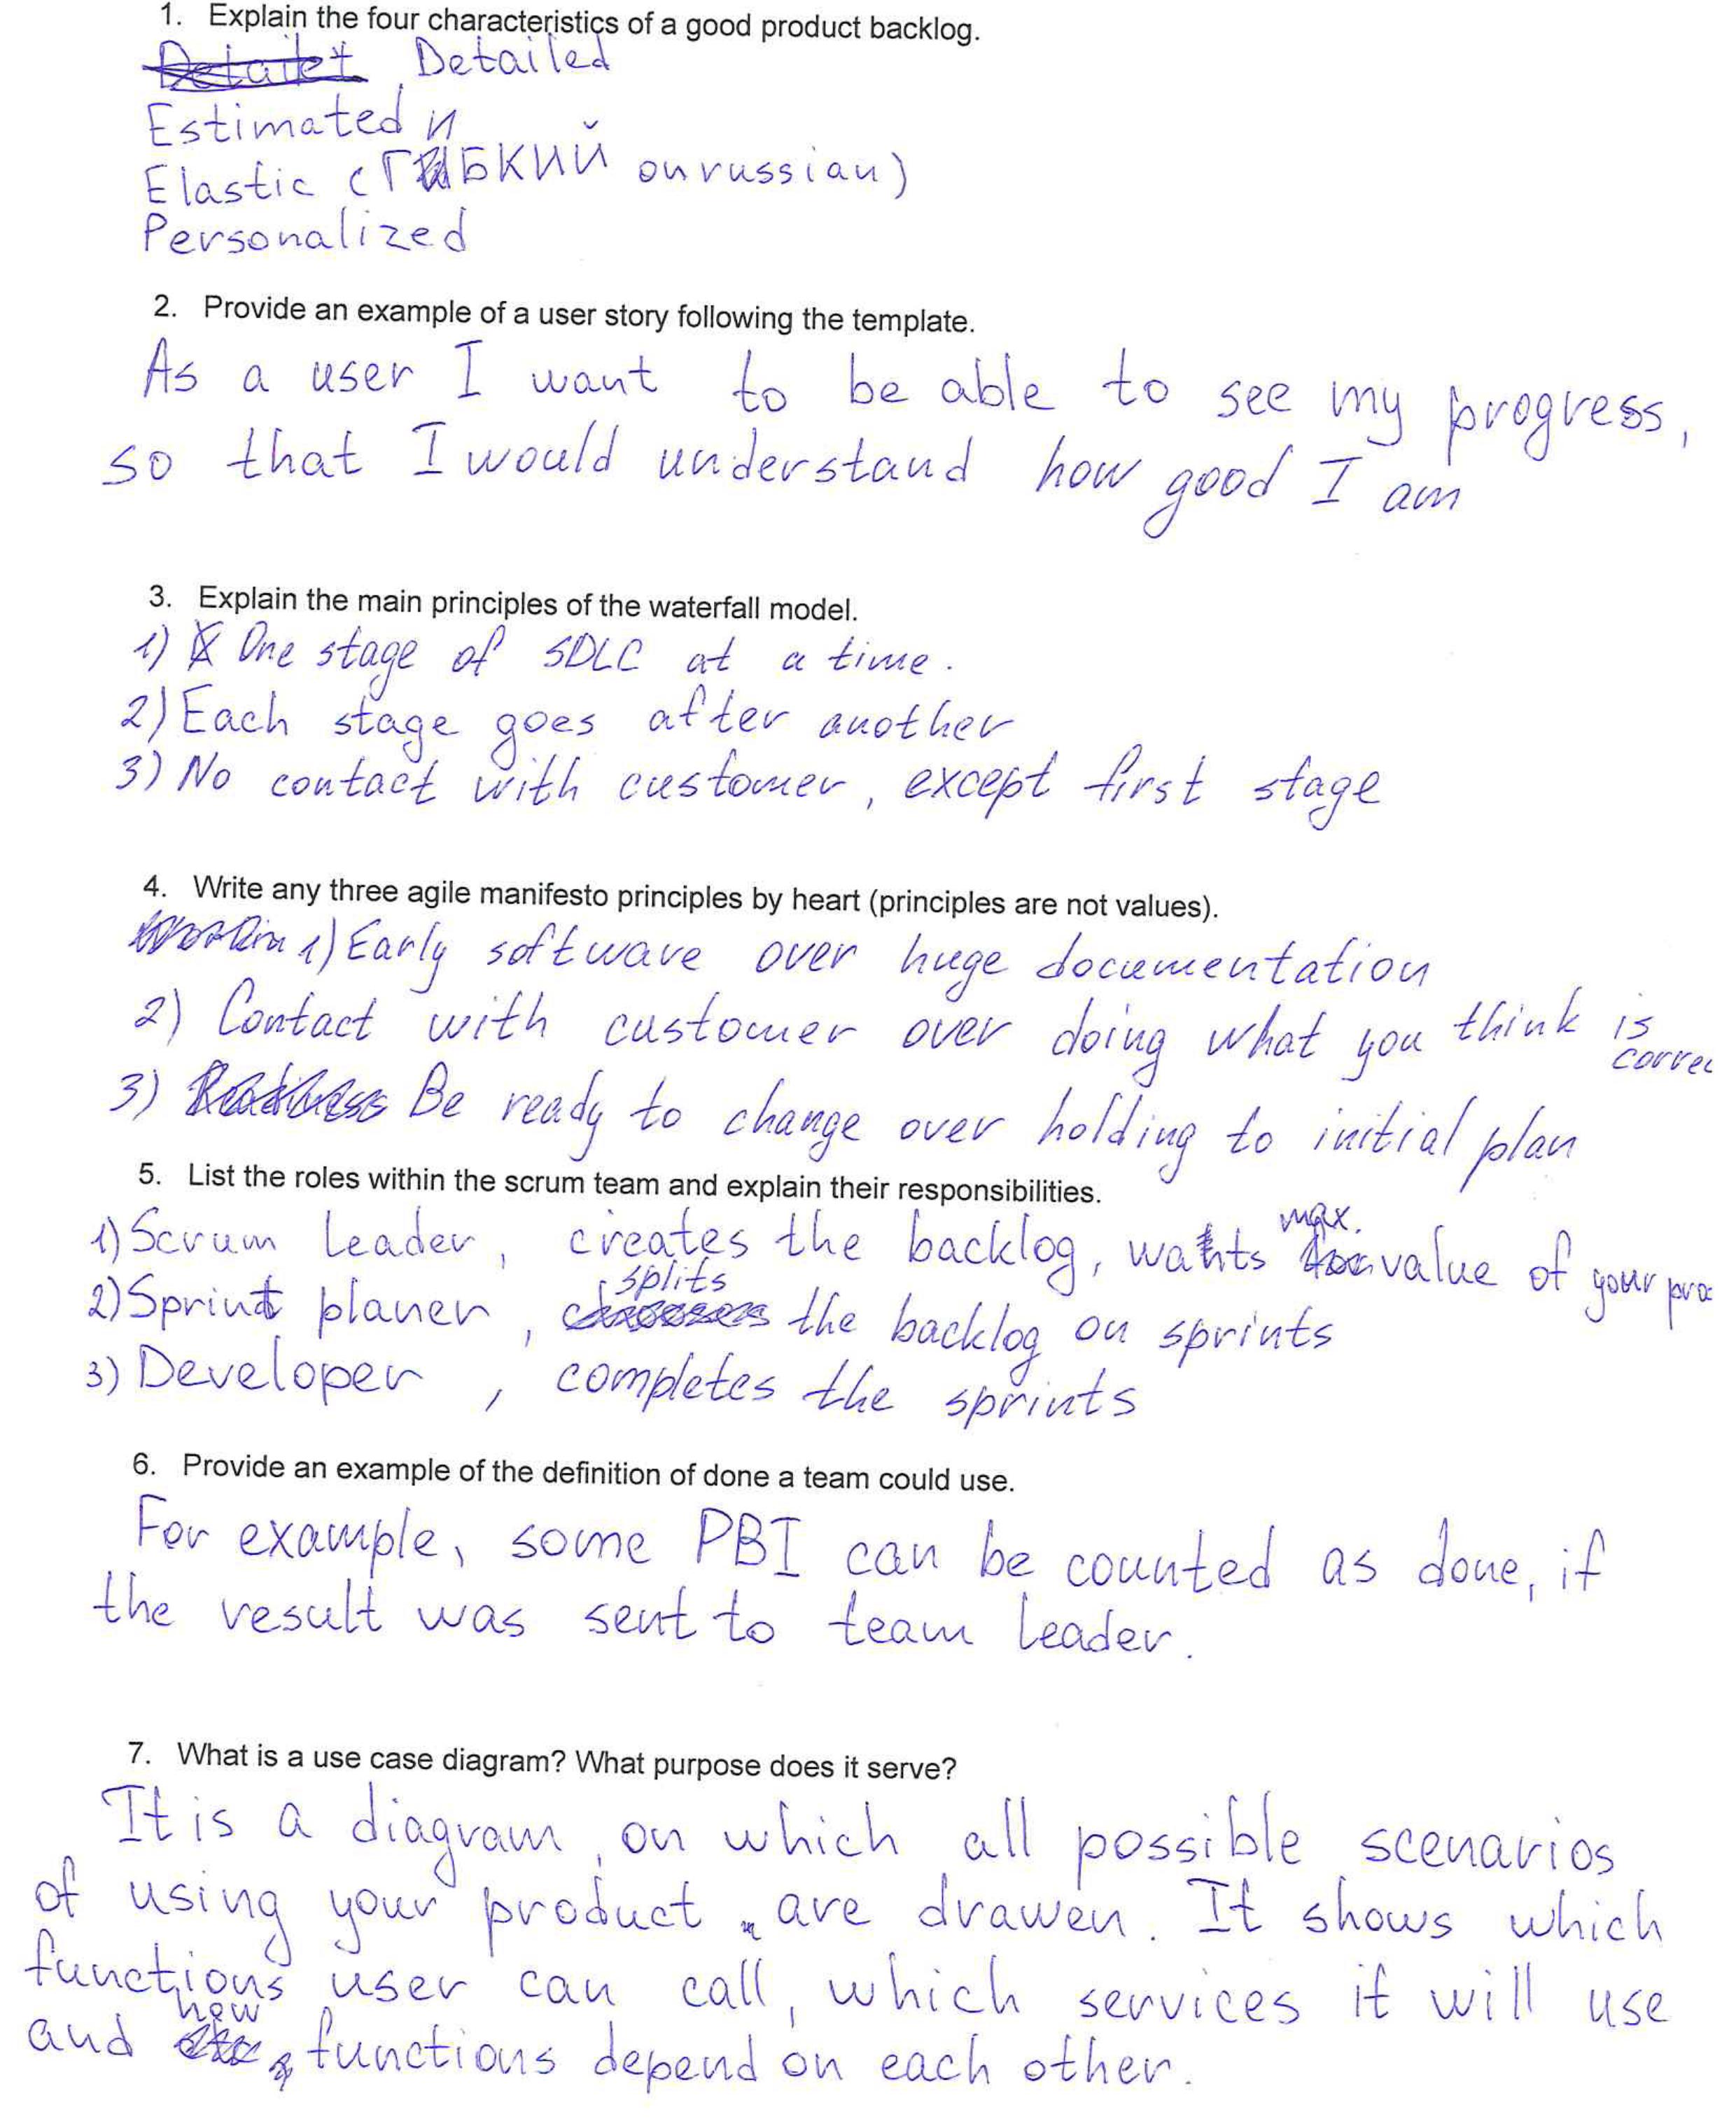 1. Explain the four characteristics of a good product backlog.
Detailed
Estimated
Elastic (ГИБКИЙ on russian)
Personalized
2. Provide an example of a user story following the template.
As a user I want to be able to see my progress,
so that I would understand how good I am
3. Explain the main principles of the waterfall model.
1) One stage of SDLC at a time.
2) Each stage goes after another
3) No contact with customer, except first stage
4. Write any three agile manifesto principles by heart (principles are not values).
1) Early software over huge documentation
2) Contact with customer over doing what you think is
correc
3) Be ready to change over holding to initial plan
5. List the roles within the scrum team and explain their responsibilities.
1) Scrum leader, creates the backlog, wants max. value of your pro
2) Sprint planer, splits the backlog on sprints
3) Developer, completes the sprints
6. Provide an example of the definition of done a team could use.
For example, some PBI can be counted as done, if
the result was sent to team leader.
7. What is a use case diagram? What purpose does it serve?
It is a diagram, on which all possible scenarios
of using your product are drawen. It shows which
functions user can call, which services it will use
and how functions depend on each other.